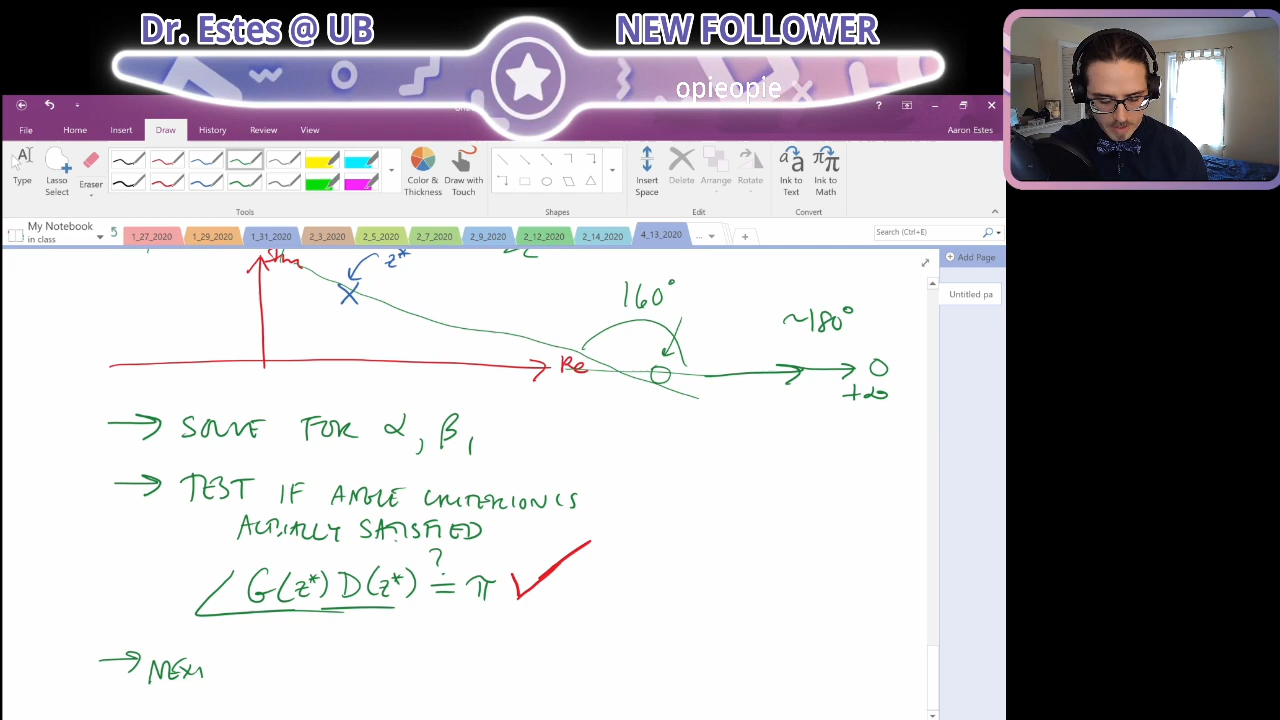 Dr. Estes @ UB
NEW FOLLOWER
opieopie
File Home Insert Draw History Review View
Aaron Estes
Type
Lasso Select
Eraser
Color & Thickness
Draw with Touch
Insert Space
Delete
Arrange
Rotate
Ink to Text
Ink to Math
Tools
Shapes
Edit
Convert
My Notebook
in class
1_27_2020 1_29_2020 1_31_2020 2_3_2020 2_5_2020 2_7_2020 2_9_2020 2_12_2020 2_14_2020 4_13_2020 ...
Search (Ctrl+E)
Add Page
Untitled pa
z*
160°
~180°
Re
+∞
→ SOLVE FOR α, β,
→ TEST IF ANGLE CRITERION IS
ACTUALLY SATISFIED
∠ G(z*) D(z*) ?= π ✓
→ NEX